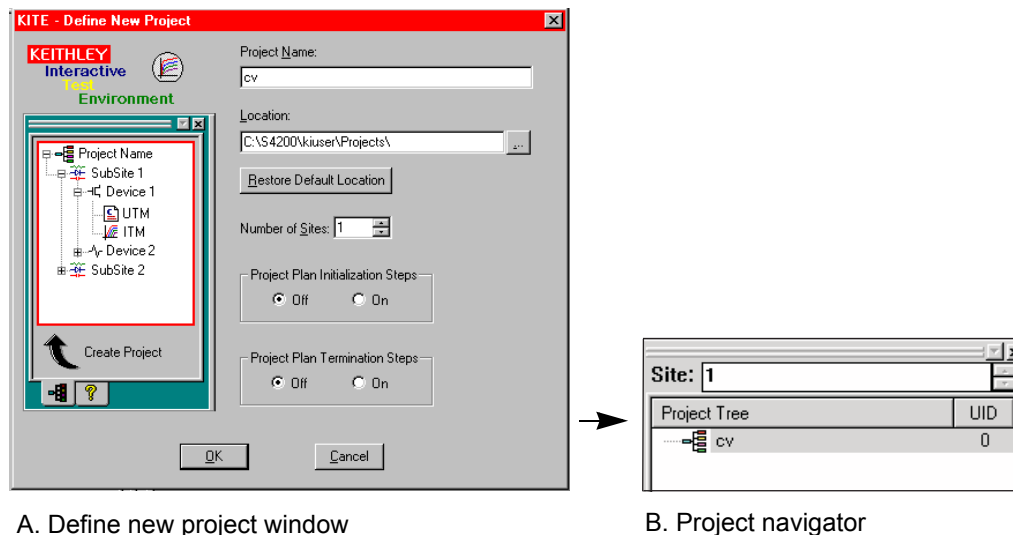 KITE - Define New Project
KEITHLEY
Interactive
Test
Environment
Project Name
SubSite 1
Device 1
UTM
ITM
Device 2
SubSite 2
Create Project
Project Name:
cv
Location:
C:\S4200\kiuser\Projects\
...
Restore Default Location
Number of Sites: 1
Project Plan Initialization Steps
Off On
Project Plan Termination Steps
Off On
OK Cancel
A. Define new project window
Site: 1
Project Tree UID
cv 0
B. Project navigator